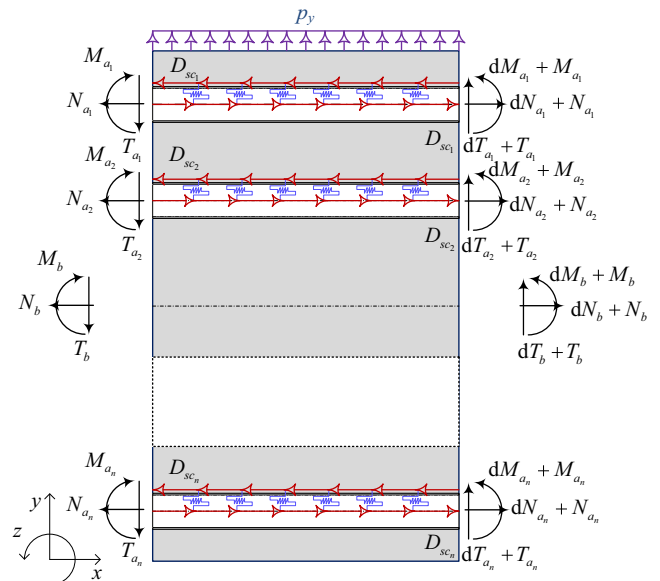 p_y
M_{a_1} D_{sc_1} dM_{a_1} + M_{a_1}
N_{a_1} dN_{a_1} + N_{a_1}
T_{a_1} D_{sc_1} dT_{a_1} + T_{a_1}
M_{a_2} D_{sc_2} dM_{a_2} + M_{a_2}
N_{a_2} dN_{a_2} + N_{a_2}
T_{a_2} D_{sc_2} dT_{a_2} + T_{a_2}
M_b dM_b + M_b
N_b dN_b + N_b
T_b dT_b + T_b
M_{a_n} D_{sc_n} dM_{a_n} + M_{a_n}
y N_{a_n} dN_{a_n} + N_{a_n}
z T_{a_n} D_{sc_n} dT_{a_n} + T_{a_n}
x